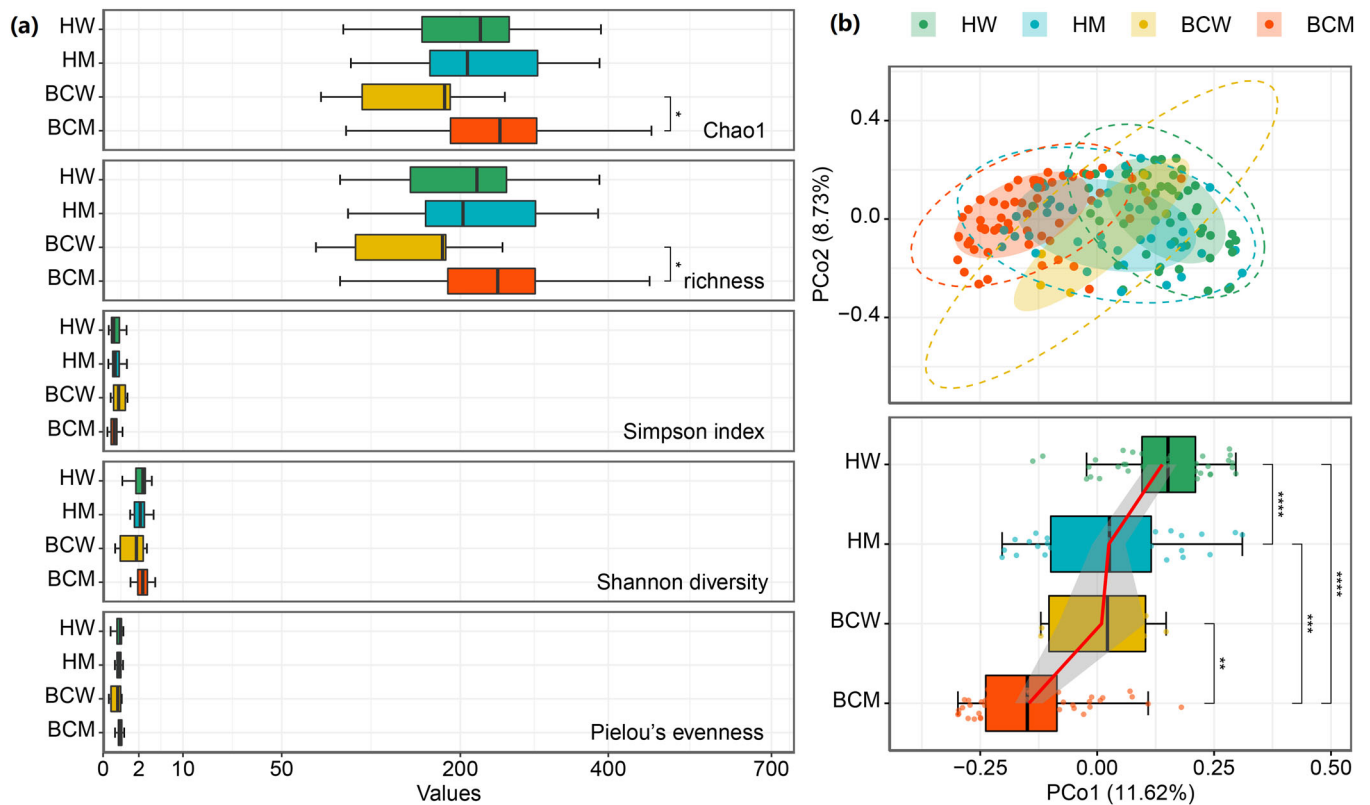 (a)
HW
HM
BCW
BCM
*
Chao1
HW
HM
BCW
BCM
*
richness
HW
HM
BCW
BCM
Simpson index
HW
HM
BCW
BCM
Shannon diversity
HW
HM
BCW
BCM
Pielou's evenness
0 2 10 50 200 400 700
Values
(b)
HW HM BCW BCM
PCo2 (8.73%)
0.4
0.0
−0.4
HW
HM
BCW
BCM
****
****
***
**
−0.25 0.00 0.25 0.50
PCo1 (11.62%)